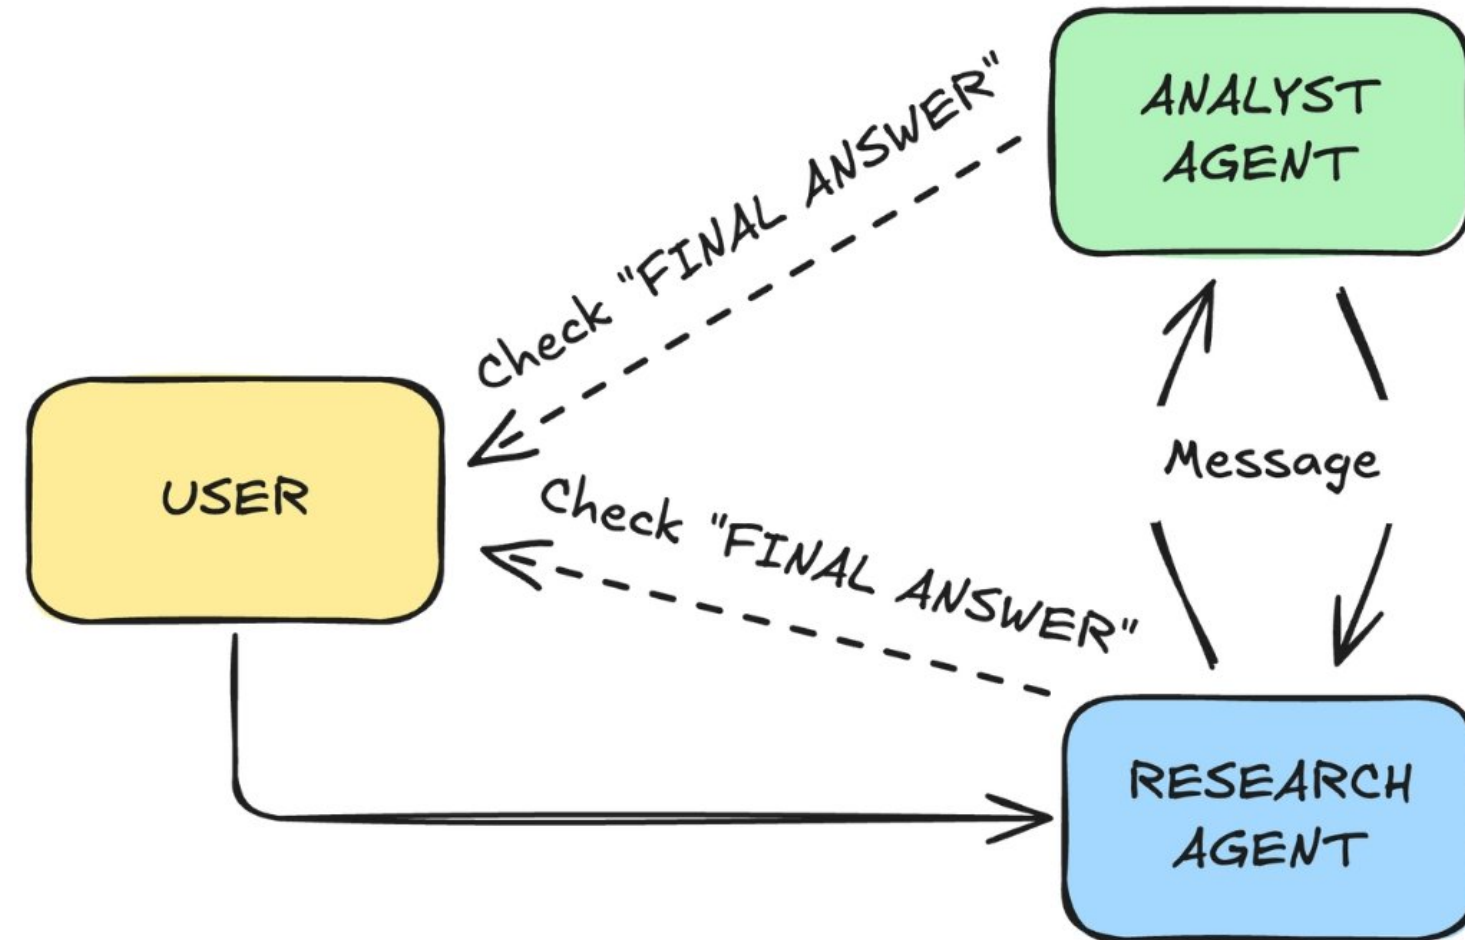 ANALYST
AGENT
Check "FINAL ANSWER"
USER
Message
Check "FINAL ANSWER"
RESEARCH
AGENT